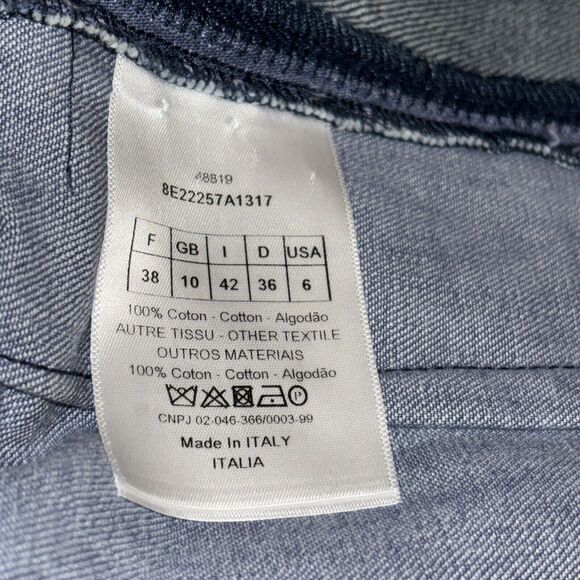 48819
8E22257A1317
F GB I D USA
38 10 42 36 6
100% Coton - Cotton - Algodão
AUTRE TISSU - OTHER TEXTILE
OUTROS MATERIAIS
100% Coton - Cotton - Algodão
P
CNPJ 02-046-366/0003-99
Made In ITALY
ITALIA